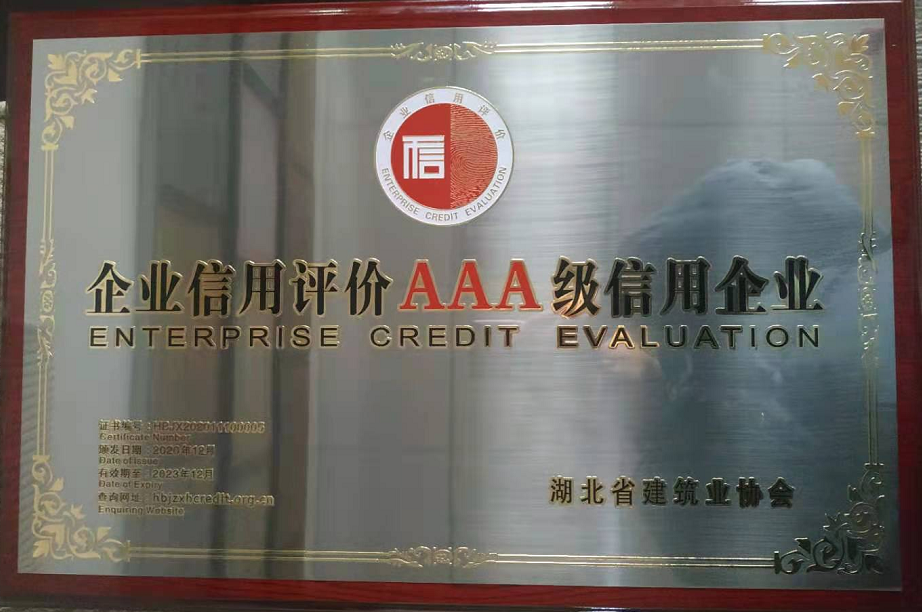 企业信用评价
信
ENTERPRISE CREDIT EVALUATION
企业信用评价AAA级信用企业
ENTERPRISE CREDIT EVALUATION
证书编号：HBJX202011100005
Certificate Number
颁发日期：2020年12月
Date of Issue
有效期至：2023年12月
Date of Expiry
查询网址：hbjzxhcredit.org.cn
Enquiring Website
湖北省建筑业协会